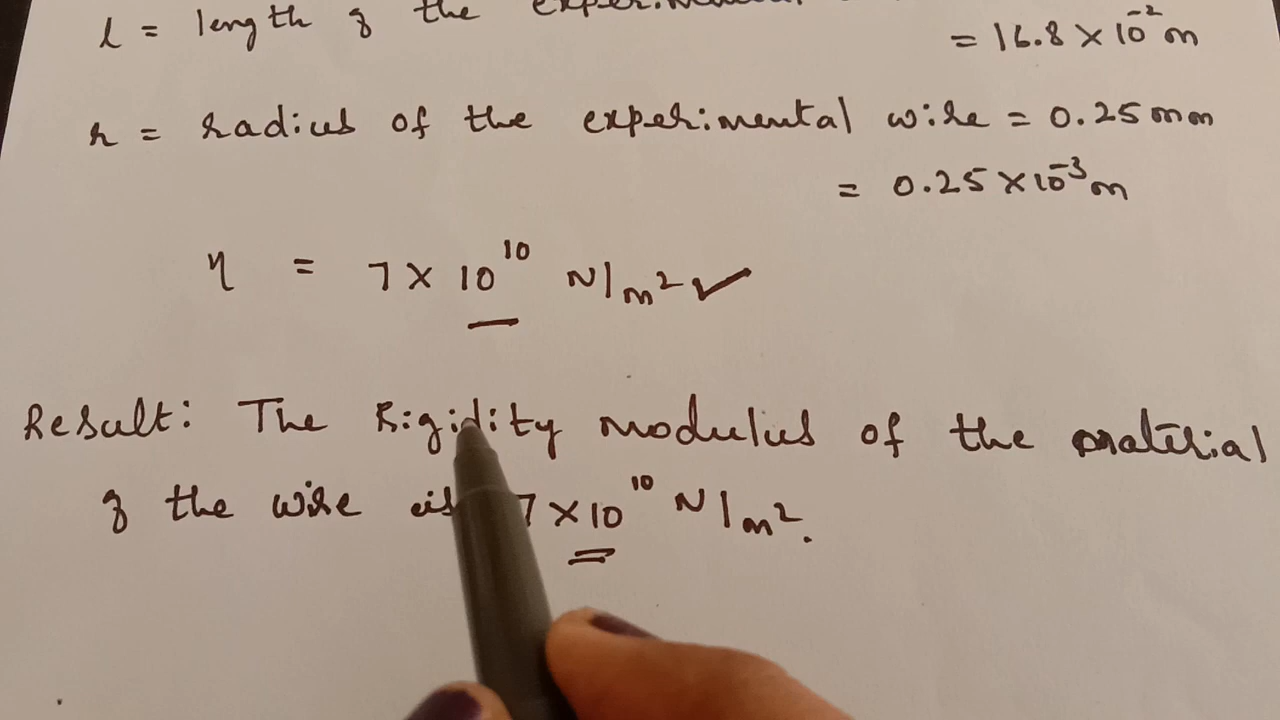 l = length of the experimental
= 16.8 × 10⁻² m
r = radius of the experimental wire = 0.25 mm
= 0.25 × 10⁻³ m
η = 7 × 10¹⁰ N/m² ✓
Result: The Rigidity modulus of the material
of the wire is 7 × 10¹⁰ N/m².